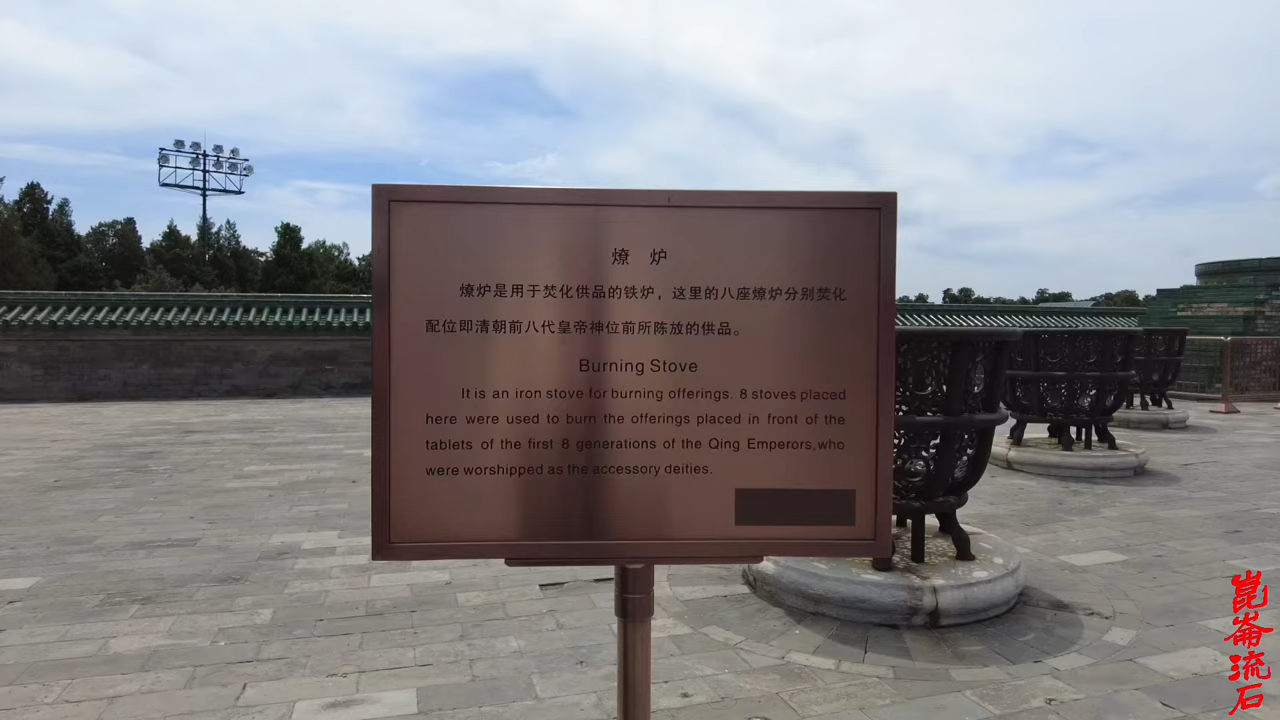 燎 炉
燎炉是用于焚化供品的铁炉，这里的八座燎炉分别焚化
配位即清朝前八代皇帝神位前所陈放的供品。
Burning Stove
It is an iron stove for burning offerings. 8 stoves placed
here were used to burn the offerings placed in front of the
tablets of the first 8 generations of the Qing Emperors,who
were worshipped as the accessory deities.
崑崙流石